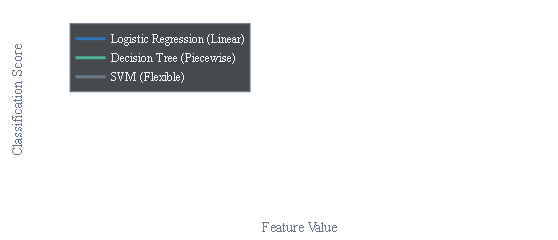 Logistic Regression (Linear)
Decision Tree (Piecewise)
SVM (Flexible)
Classification Score
Feature Value